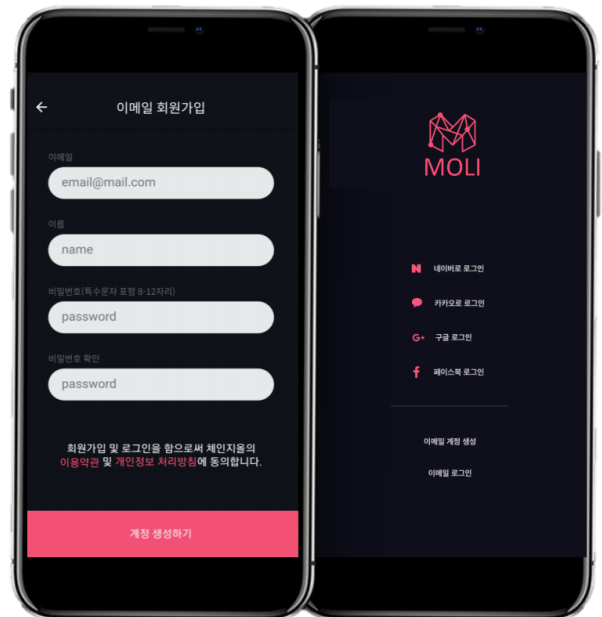 이메일 회원가입
이메일
email@mail.com
이름
name
비밀번호(특수문자 포함 8-12자리)
password
비밀번호 확인
password
회원가입 및 로그인을 함으로써 체인지올의
이용약관 및 개인정보 처리방침에 동의합니다.
계정 생성하기
MOLI
네이버로 로그인
카카오로 로그인
G+ 구글 로그인
페이스북 로그인
이메일 계정 생성
이메일 로그인